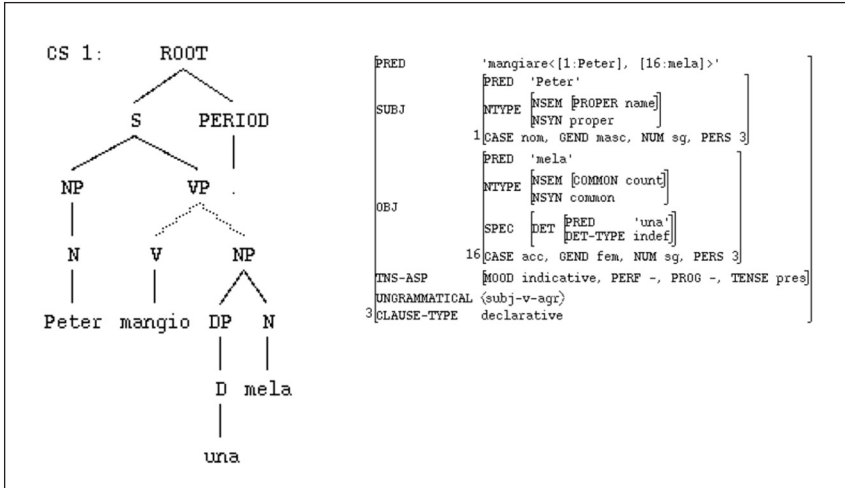 CS 1: ROOT
S PERIOD
NP VP .
N V NP
Peter mangio DP N
D mela
una
PRED 'mangiare<[1:Peter], [16:mela]>'
PRED 'Peter'
SUBJ NTYPE NSEM [PROPER name]
NSYN proper
1 CASE nom, GEND masc, NUM sg, PERS 3
PRED 'mela'
NTYPE NSEM [COMMON count]
NSYN common
OBJ
SPEC DET PRED 'una'
DET-TYPE indef
16 CASE acc, GEND fem, NUM sg, PERS 3
TNS-ASP [MOOD indicative, PERF -, PROG -, TENSE pres]
UNGRAMMATICAL {subj-v-agr}
3 CLAUSE-TYPE declarative